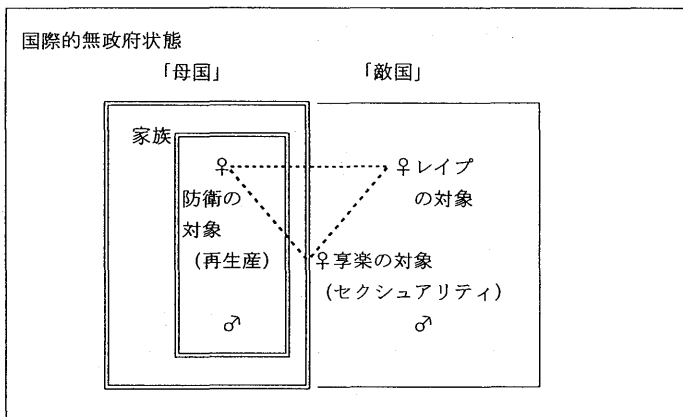 国際的無政府状態
「母国」 「敵国」
家族
♀ ♀レイプ
防衛の の対象
対象
(再生産) ♀享楽の対象
(セクシュアリティ)
♂ ♂